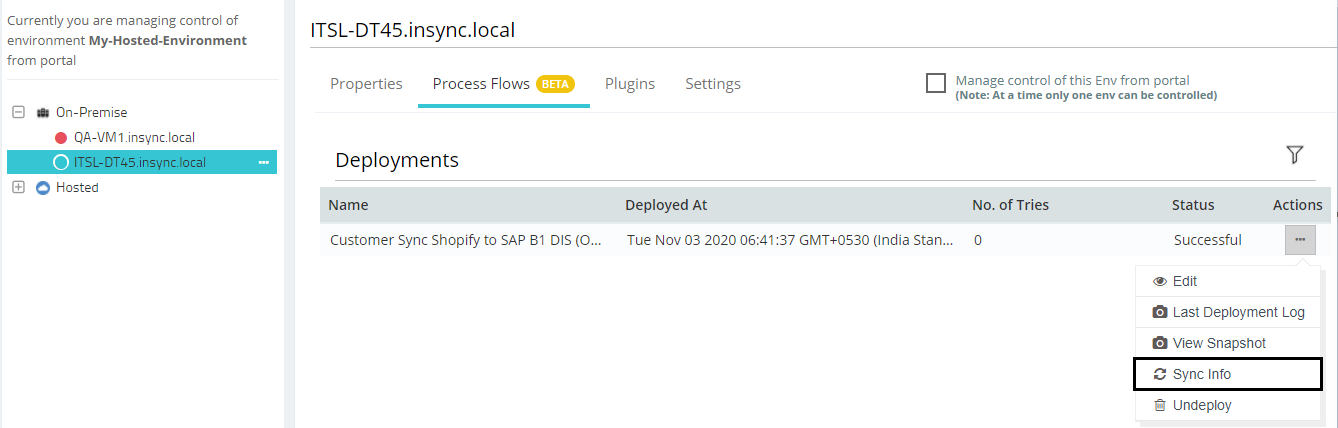 Currently you are managing control of
environment My-Hosted-Environment
from portal
On-Premise
QA-VM1.insync.local
ITSL-DT45.insync.local
Hosted
ITSL-DT45.insync.local
Properties Process Flows BETA Plugins Settings
Manage control of this Env from portal
(Note: At a time only one env can be controlled)
Deployments
Name Deployed At No. of Tries Status Actions
Customer Sync Shopify to SAP B1 DIS (O... Tue Nov 03 2020 06:41:37 GMT+0530 (India Stan... 0 Successful
Edit
Last Deployment Log
View Snapshot
Sync Info
Undeploy